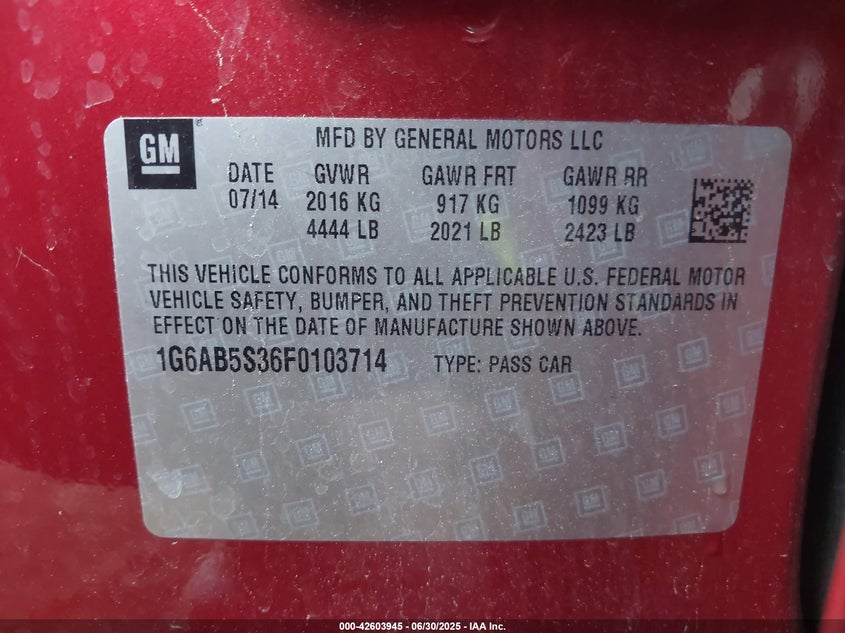 GM
MFD BY GENERAL MOTORS LLC
DATE GVWR GAWR FRT GAWR RR
07/14 2016 KG 917 KG 1099 KG
4444 LB 2021 LB 2423 LB
THIS VEHICLE CONFORMS TO ALL APPLICABLE U.S. FEDERAL MOTOR
VEHICLE SAFETY, BUMPER, AND THEFT PREVENTION STANDARDS IN
EFFECT ON THE DATE OF MANUFACTURE SHOWN ABOVE.
1G6AB5S36F0103714 TYPE: PASS CAR
000-42603945 - 06/30/2025 - IAA Inc.